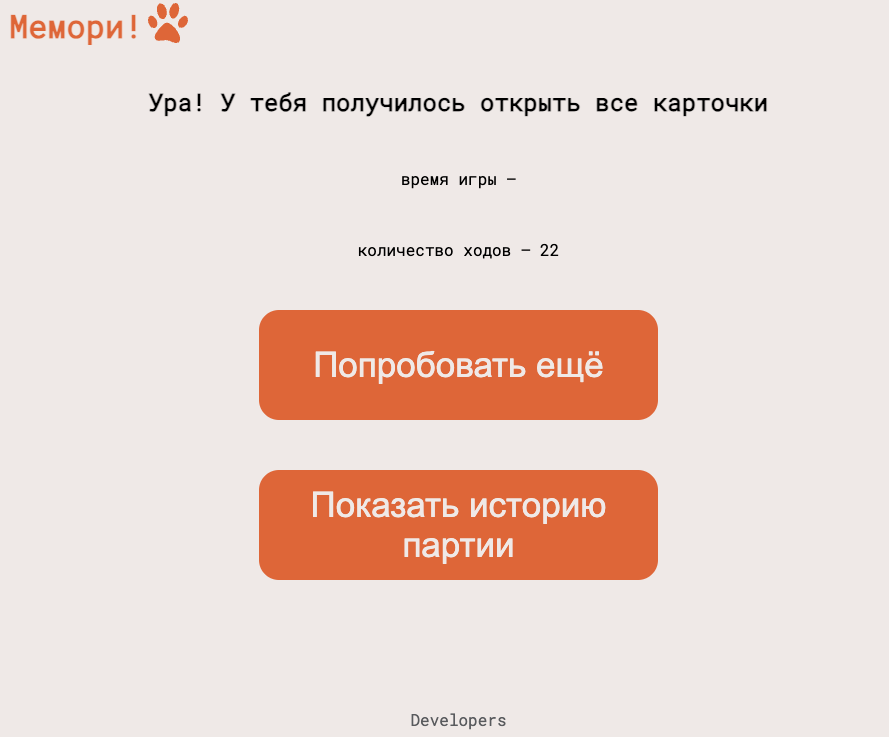 Мемори!
Ура! У тебя получилось открыть все карточки
время игры –
количество ходов – 22
Попробовать ещё
Показать историю
партии
Developers